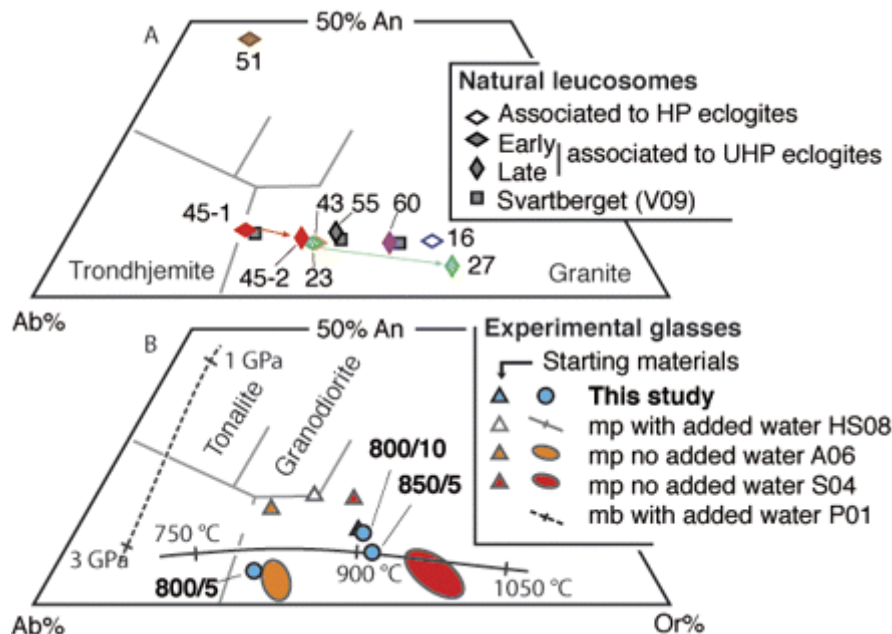 A
50% An
51
Natural leucosomes
Associated to HP eclogites
Early
Late
associated to UHP eclogites
Svartberget (V09)
45-1
43
55
60
16
27
45-2
23
Trondhjemite
Granite
Ab%
B
50% An
1 GPa
Tonalite
Granodiorite
Experimental glasses
Starting materials
This study
mp with added water HS08
mp no added water A06
mp no added water S04
mb with added water P01
800/10
850/5
750 °C
3 GPa
900 °C
1050 °C
800/5
Ab%
Or%